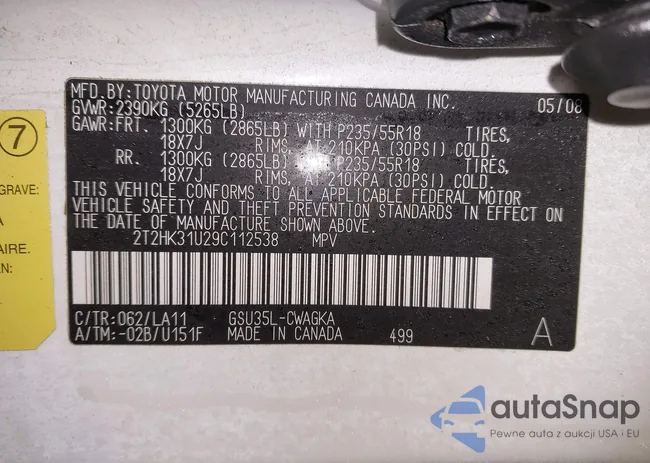 MFD.BY:TOYOTA MOTOR MANUFACTURING CANADA INC. 05/08
GVWR:2390KG (5265LB)
GAWR:FRT. 1300KG (2865LB) WITH P235/55R18 TIRES,
18X7J RIMS, AT 210KPA (30PSI) COLD.
RR. 1300KG (2865LB) WITH P235/55R18 TIRES,
18X7J RIMS, AT 210KPA (30PSI) COLD.
THIS VEHICLE CONFORMS TO ALL APPLICABLE FEDERAL MOTOR
VEHICLE SAFETY AND THEFT PREVENTION STANDARDS IN EFFECT ON
THE DATE OF MANUFACTURE SHOWN ABOVE.
2T2HK31U29C112538 MPV
C/TR:062/LA11 GSU35L-CWAGKA
A/TM:-02B/U151F MADE IN CANADA 499 A
7
GRAVE:
A
AIRE.
N:
autaSnap
Pewne auta z aukcji USA i EU